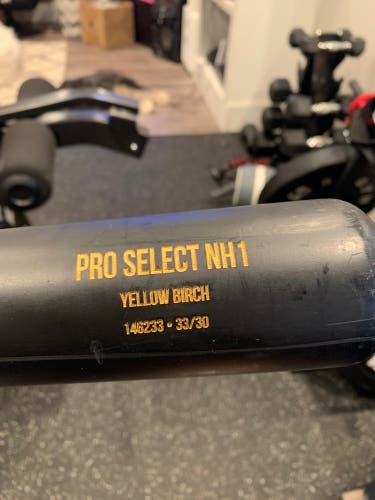 PRO SELECT NH1
YELLOW BIRCH
146233 • 33/30